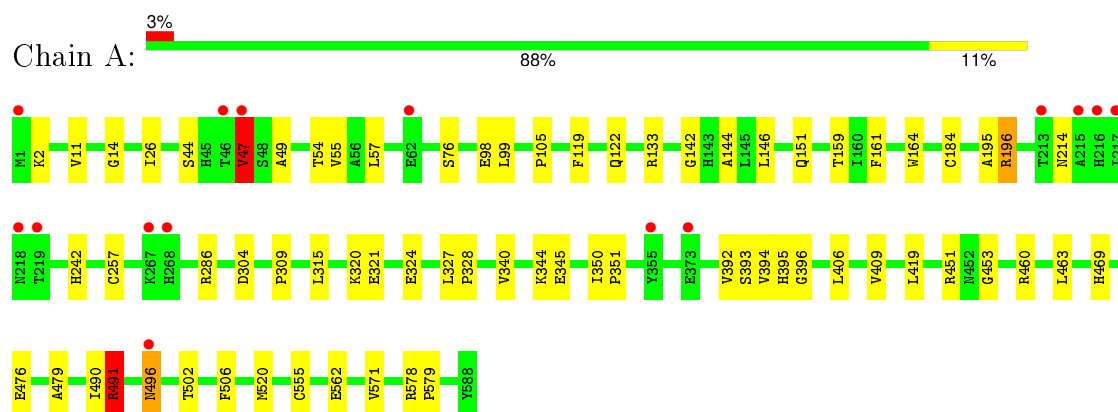 3%
Chain A:
88% 11%
M1 K2 V11 G14 I26 S44 H45 T46 V47 S48 A49 T54 V55 A56 L57 E62 S76 E98 L99 P105 F119 Q122 R133 G142 H143 A144 L145 L146 Q151 T159 I160 F161 W164 C184 A195 R196 T213 N214 A215 H216
N218 T219 H242 C257 K267 H268 R286 D304 P309 L315 K320 E321 E324 L327 P328 V340 K344 E345 I350 P351 Y355 E373 V392 S393 V394 H395 G396 L406 V409 L419 R451 N452 G453 R460 L463 H469
E476 A479 I490 R491 N496 T502 F506 M520 C555 E562 V571 R578 P579 Y588